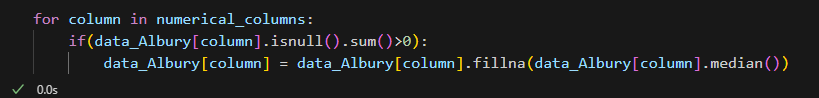 for column in numerical_columns:
    if(data_Albury[column].isnull().sum()>0):
        data_Albury[column] = data_Albury[column].fillna(data_Albury[column].median())
✓ 0.0s